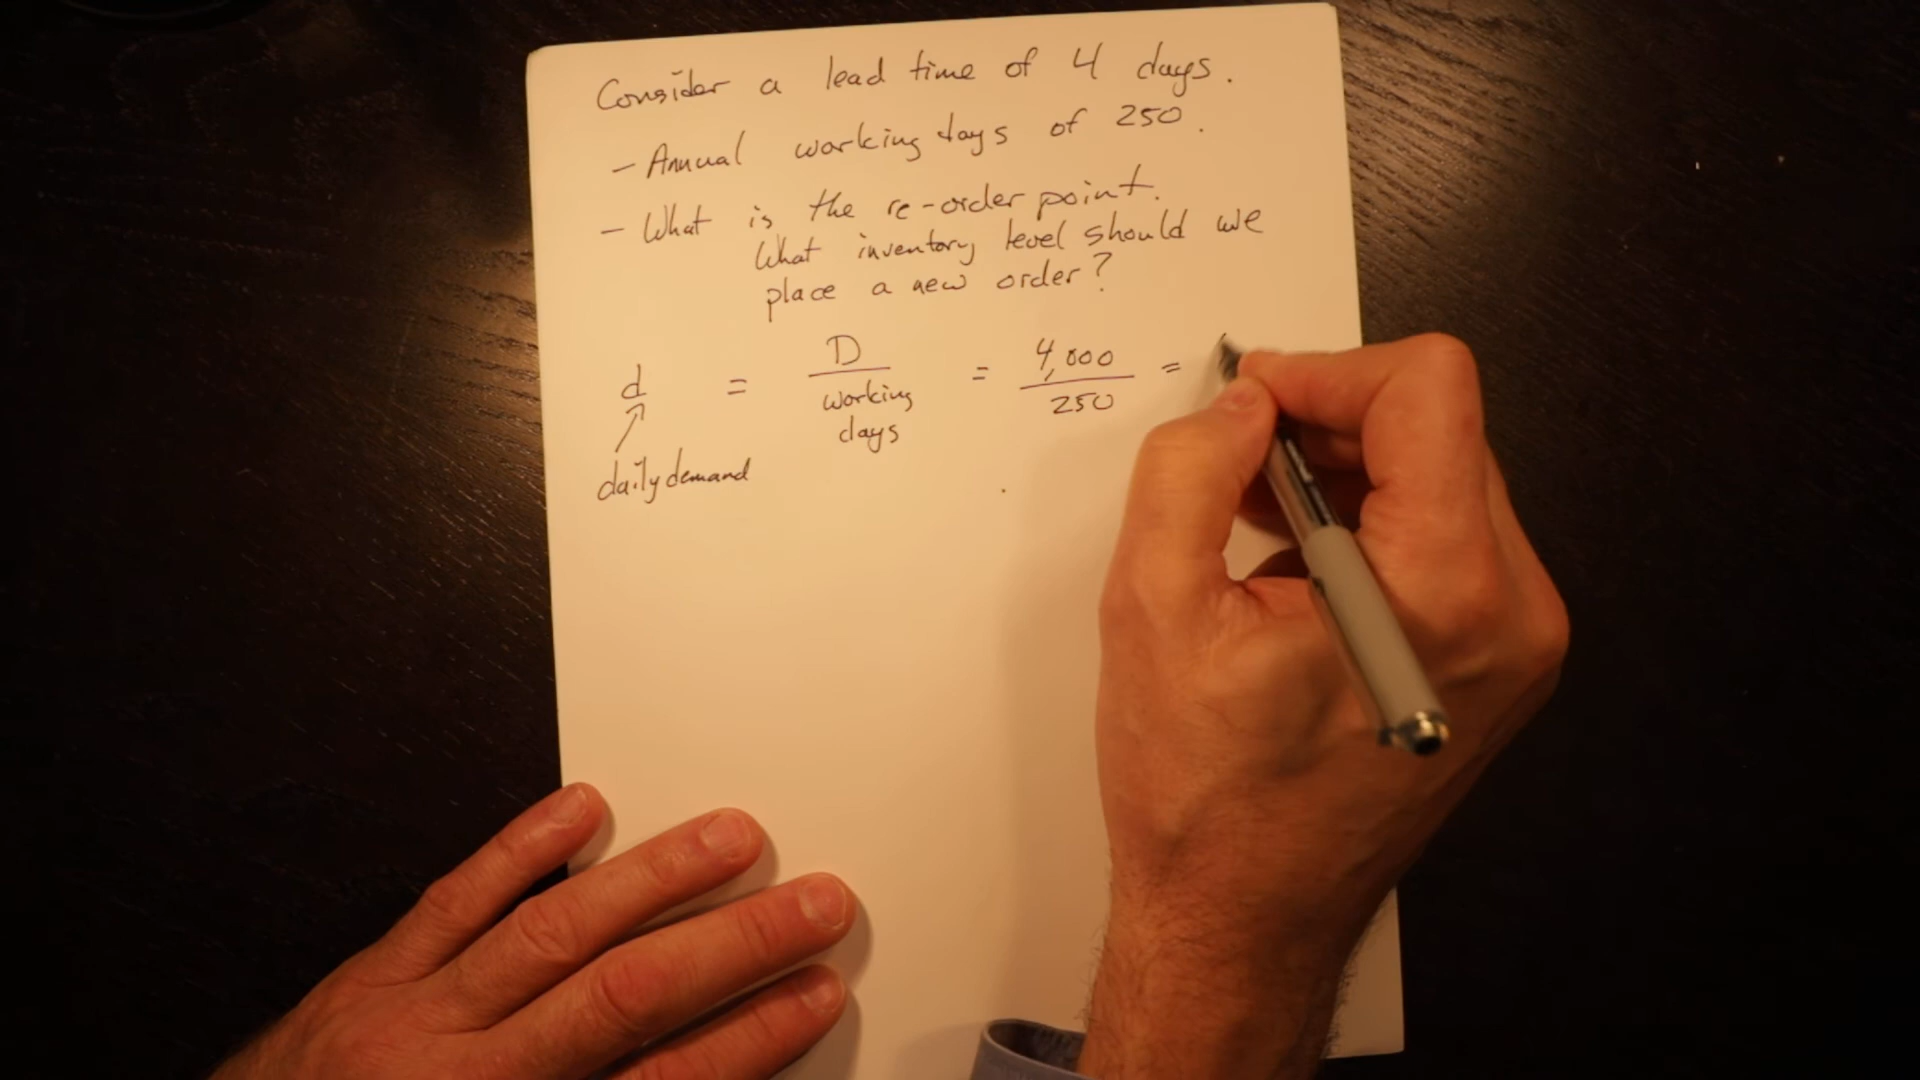 Consider a lead time of 4 days.
- Annual working days of 250.
- What is the re-order point.
What inventory level should we
place a new order?
d = D / working days = 4,000 / 250 =
daily demand